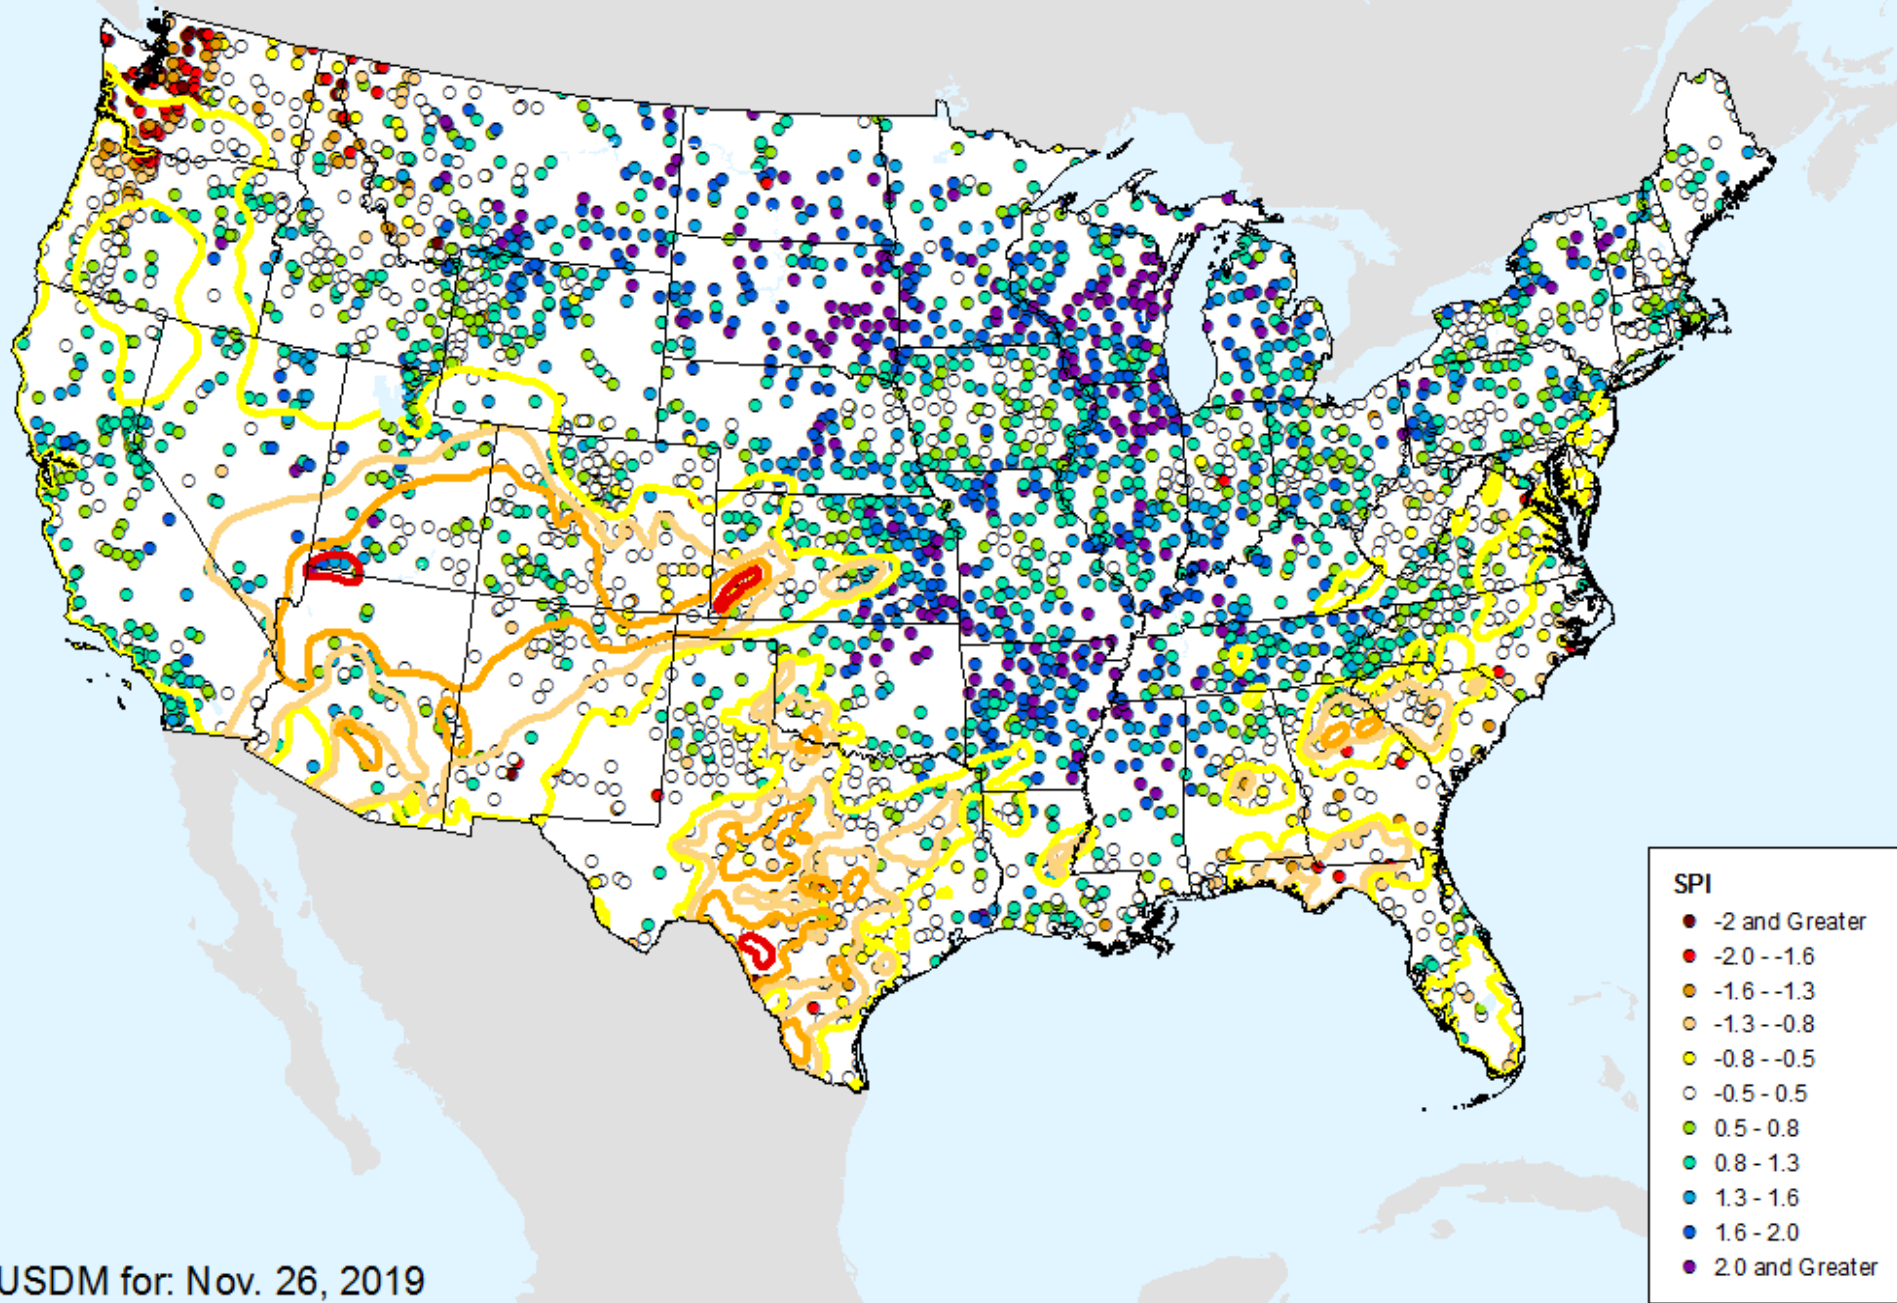 SPI
-2 and Greater
-2.0 - -1.6
-1.6 - -1.3
-1.3 - -0.8
-0.8 - -0.5
-0.5 - 0.5
0.5 - 0.8
0.8 - 1.3
1.3 - 1.6
1.6 - 2.0
2.0 and Greater
USDM for: Nov. 26, 2019